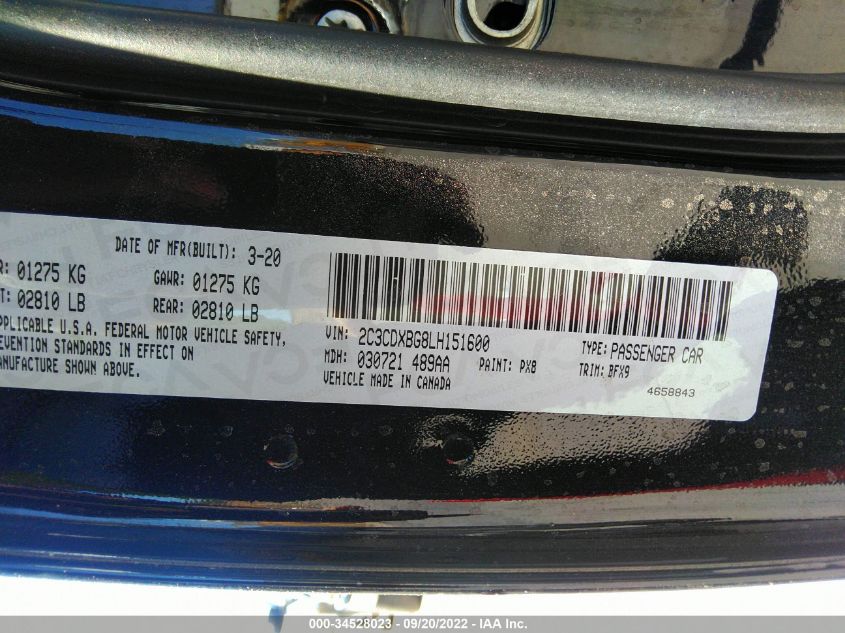 DATE OF MFR(BUILT): 3-20
R: 01275 KG GAWR: 01275 KG
T: 02810 LB REAR: 02810 LB
PPLICABLE U.S.A. FEDERAL MOTOR VEHICLE SAFETY,
EVENTION STANDARDS IN EFFECT ON
ANUFACTURE SHOWN ABOVE.
VIN: 2C3CDXBG8LH151600 TYPE: PASSENGER CAR
MDH: 030721 489AA PAINT: PX8 TRIM: BFX9
VEHICLE MADE IN CANADA 4658843
000-34528023 - 09/20/2022 - IAA Inc.